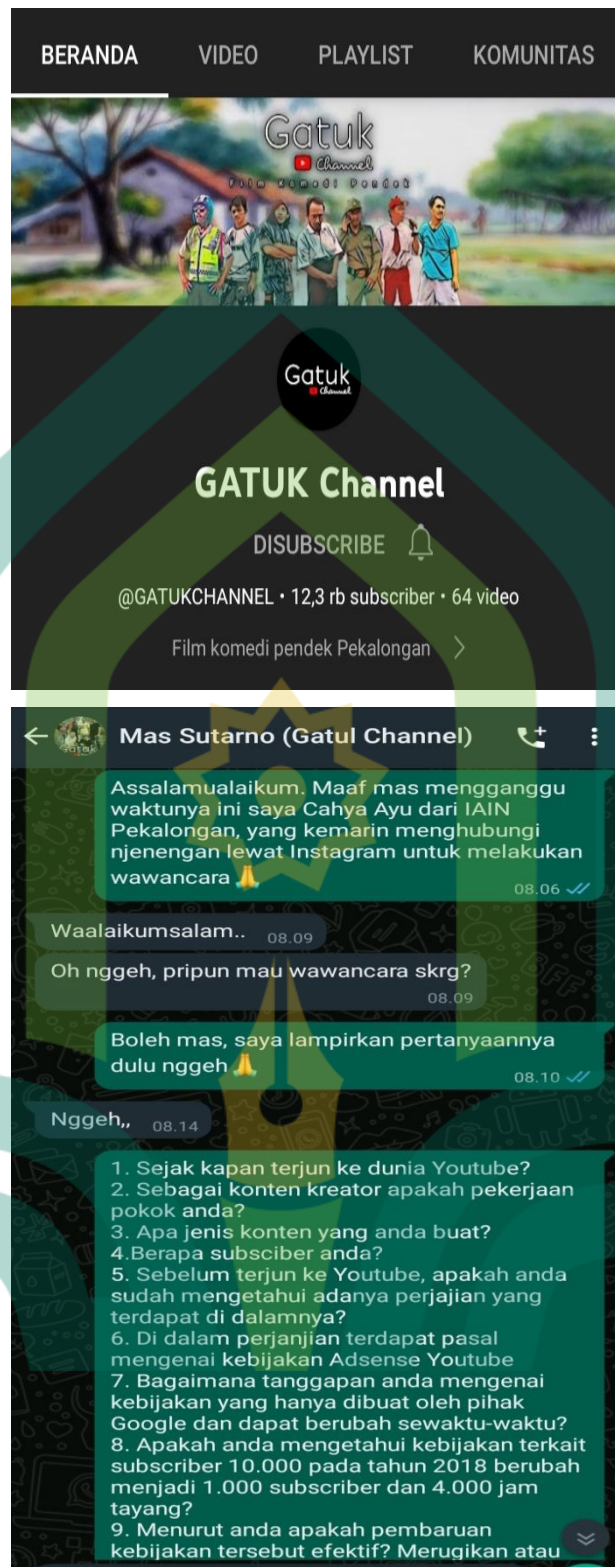 BERANDA VIDEO PLAYLIST KOMUNITAS
Gatuk
Channel
Film Komedi Pendek
Gatuk
Channel
GATUK Channel
DISUBSCRIBE
@GATUKCHANNEL • 12,3 rb subscriber • 64 video
Film komedi pendek Pekalongan
Mas Sutarno (Gatul Channel)
Assalamualaikum. Maaf mas mengganggu
waktunya ini saya Cahya Ayu dari IAIN
Pekalongan, yang kemarin menghubungi
njenengan lewat Instagram untuk melakukan
wawancara 🙏
08.06
Waalaikumsalam.. 08.09
Oh nggeh, pripun mau wawancara skrg?
08.09
Boleh mas, saya lampirkan pertanyaannya
dulu nggeh 🙏
08.10
Nggeh,, 08.14
1. Sejak kapan terjun ke dunia Youtube?
2. Sebagai konten kreator apakah pekerjaan
pokok anda?
3. Apa jenis konten yang anda buat?
4.Berapa subsciber anda?
5. Sebelum terjun ke Youtube, apakah anda
sudah mengetahui adanya perjajian yang
terdapat di dalamnya?
6. Di dalam perjanjian terdapat pasal
mengenai kebijakan Adsense Youtube
7. Bagaimana tanggapan anda mengenai
kebijakan yang hanya dibuat oleh pihak
Google dan dapat berubah sewaktu-waktu?
8. Apakah anda mengetahui kebijakan terkait
subscriber 10.000 pada tahun 2018 berubah
menjadi 1.000 subscriber dan 4.000 jam
tayang?
9. Menurut anda apakah pembaruan
kebijakan tersebut efektif? Merugikan atau